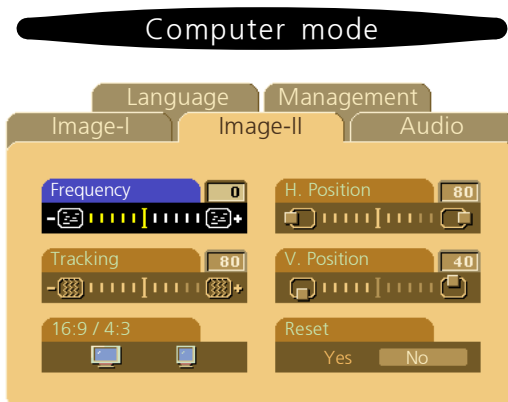 Computer mode
Language Management
Image-I Image-II Audio
Frequency 0
- +
H. Position 80
Tracking 80
- +
V. Position 40
16:9 / 4:3
Reset
Yes No